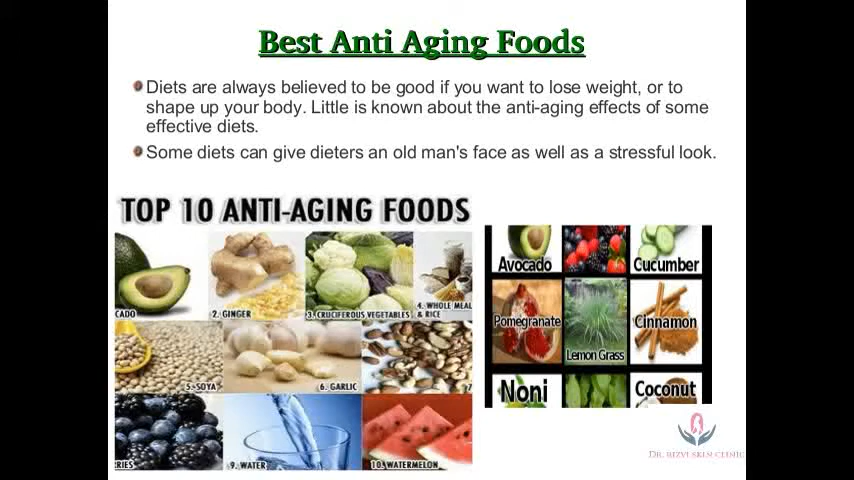 Best Anti Aging Foods
Diets are always believed to be good if you want to lose weight, or to
shape up your body. Little is known about the anti-aging effects of some
effective diets.
Some diets can give dieters an old man's face as well as a stressful look.
TOP 10 ANTI-AGING FOODS
CADO
2. GINGER
3. CRUCIFEROUS VEGETABLES
4. WHOLE MEAL
& RICE
5. SOYA
6. GARLIC
7
RRIES
9. WATER
10. WATERMELON
Avocado
Cucumber
Pomegranate
Lemon Grass
Cinnamon
Noni
Coconut
DR. RIZVI SKIN CLINIC